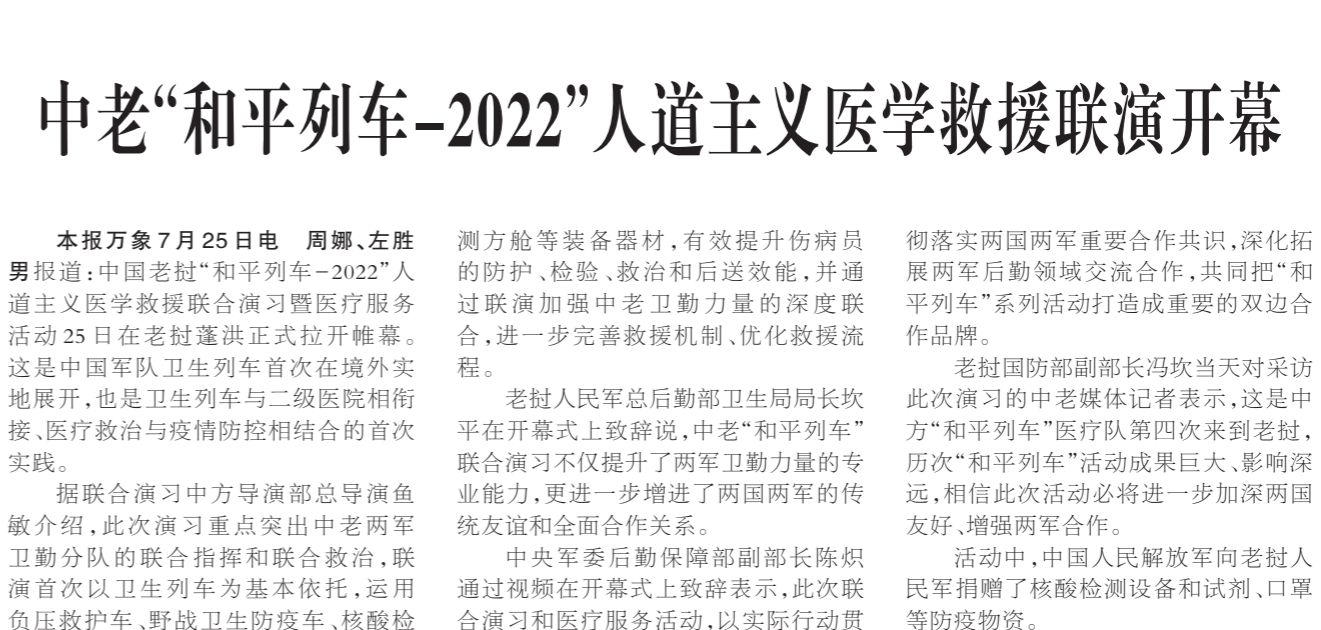 中老“和平列车-2022”人道主义医学救援联演开幕
本报万象7月25日电　周娜、左胜
男报道:中国老挝“和平列车-2022”人
道主义医学救援联合演习暨医疗服务
活动25日在老挝蓬洪正式拉开帷幕。
这是中国军队卫生列车首次在境外实
地展开,也是卫生列车与二级医院相衔
接、医疗救治与疫情防控相结合的首次
实践。
据联合演习中方导演部总导演鱼
敏介绍,此次演习重点突出中老两军
卫勤分队的联合指挥和联合救治,联
演首次以卫生列车为基本依托,运用
负压救护车、野战卫生防疫车、核酸检
测方舱等装备器材,有效提升伤病员
的防护、检验、救治和后送效能,并通
过联演加强中老卫勤力量的深度联
合,进一步完善救援机制、优化救援流
程。
老挝人民军总后勤部卫生局局长坎
平在开幕式上致辞说,中老“和平列车”
联合演习不仅提升了两军卫勤力量的专
业能力,更进一步增进了两国两军的传
统友谊和全面合作关系。
中央军委后勤保障部副部长陈炽
通过视频在开幕式上致辞表示,此次联
合演习和医疗服务活动,以实际行动贯
彻落实两国两军重要合作共识,深化拓
展两军后勤领域交流合作,共同把“和
平列车”系列活动打造成重要的双边合
作品牌。
老挝国防部副部长冯坎当天对采访
此次演习的中老媒体记者表示,这是中
方“和平列车”医疗队第四次来到老挝,
历次“和平列车”活动成果巨大、影响深
远,相信此次活动必将进一步加深两国
友好、增强两军合作。
活动中,中国人民解放军向老挝人
民军捐赠了核酸检测设备和试剂、口罩
等防疫物资。